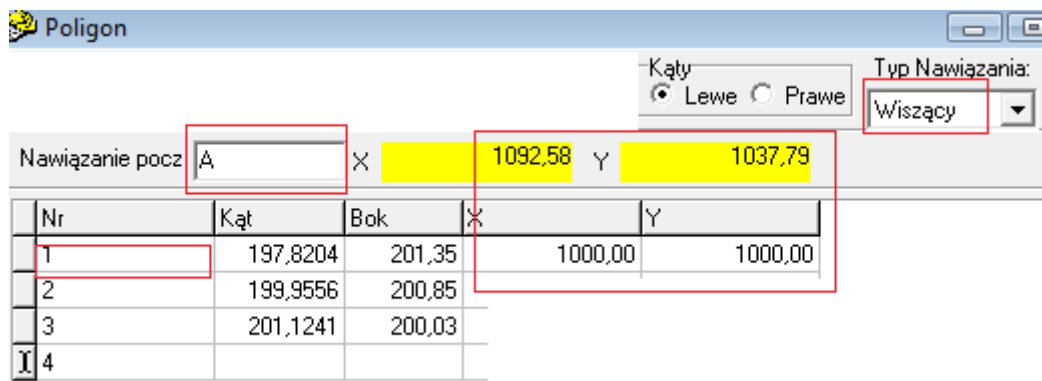 Poligon
Kąty
Lewe Prawe
Typ Nawiązania:
Wiszący
Nawiązanie pocz A X 1092,58 Y 1037,79
Nr Kąt Bok X Y
1 197,8204 201,35 1000,00 1000,00
2 199,9556 200,85
3 201,1241 200,03
4